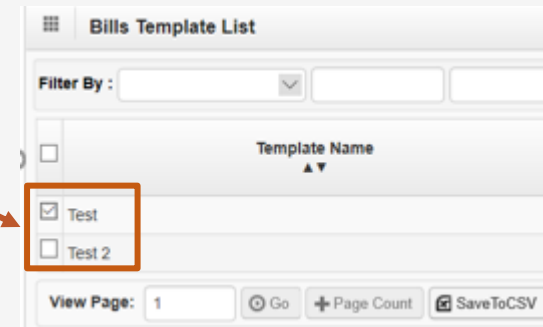 Bills Template List
Filter By :
Template Name
▲▼
Test
Test 2
View Page: 1 Go Page Count SaveToCSV